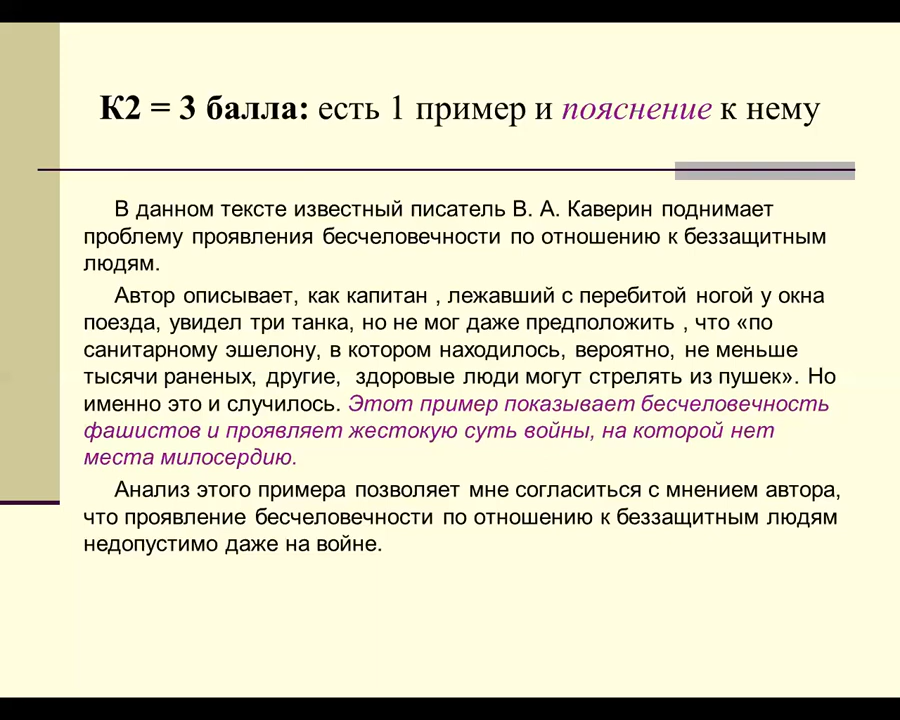 К2 = 3 балла: есть 1 пример и пояснение к нему
В данном тексте известный писатель В. А. Каверин поднимает
проблему проявления бесчеловечности по отношению к беззащитным
людям.
Автор описывает, как капитан , лежавший с перебитой ногой у окна
поезда, увидел три танка, но не мог даже предположить , что «по
санитарному эшелону, в котором находилось, вероятно, не меньше
тысячи раненых, другие, здоровые люди могут стрелять из пушек». Но
именно это и случилось. Этот пример показывает бесчеловечность
фашистов и проявляет жестокую суть войны, на которой нет
места милосердию.
Анализ этого примера позволяет мне согласиться с мнением автора,
что проявление бесчеловечности по отношению к беззащитным людям
недопустимо даже на войне.